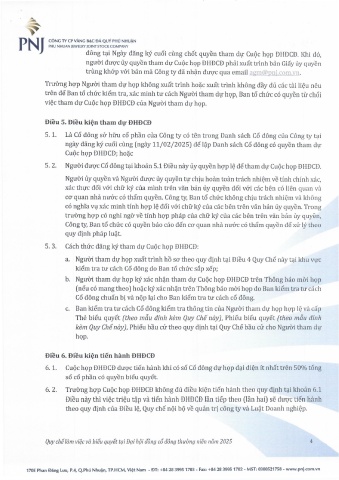 PNJ
CÔNG TY CP VÀNG BẠC ĐÁ QUÝ PHÚ NHUẬN
PHU NHUAN JEWELRY JOINT STOCK COMPANY
đông tại Ngày đăng ký cuối cùng chốt quyền tham dự Cuộc họp ĐHĐCĐ. Khi đó,
người được ủy quyền tham dự Cuộc họp ĐHĐCĐ phải xuất trình bản Giấy ủy quyền
trùng khớp với bản mà Công ty đã nhận được qua email agm@pnj.com.vn.
Trường hợp Người tham dự họp không xuất trình hoặc xuất trình không đầy đủ các tài liệu nêu
trên để Ban tổ chức kiểm tra, xác minh tư cách Người tham dự họp, Ban tổ chức có quyền từ chối
việc tham dự Cuộc họp ĐHĐCĐ của Người tham dự họp.
Điều 5. Điều kiện tham dự ĐHĐCĐ
5. 1. Là Cổ đông sở hữu cổ phần của Công ty có tên trong Danh sách Cổ đông của Công ty tại
ngày đăng ký cuối cùng (ngày 11/02/2025) để lập Danh sách Cổ đông có quyền tham dự
Cuộc họp ĐHĐCĐ; hoặc
5. 2. Người được Cổ đông tại khoản 5.1 Điều này ủy quyền hợp lệ để tham dự Cuộc họp ĐHĐCĐ.
Người ủy quyền và Người được ủy quyền tự chịu hoàn toàn trách nhiệm về tính chính xác,
xác thực đối với chữ ký của mình trên văn bản ủy quyền đối với các bên có liên quan và
cơ quan nhà nước có thẩm quyền. Công ty, Ban tổ chức không chịu trách nhiệm và không
có nghĩa vụ xác minh tính hợp lệ đối với chữ ký của các bên trên văn bản ủy quyền. Trong
trường hợp có nghi ngờ về tính hợp pháp của chữ ký của các bên trên văn bản ủy quyền,
Công ty, Ban tổ chức có quyền báo cáo đến cơ quan nhà nước có thẩm quyền để xử lý theo
quy định pháp luật.
5. 3. Cách thức đăng ký tham dự Cuộc họp ĐHĐCĐ:
a. Người tham dự họp xuất trình hồ sơ theo quy định tại Điều 4 Quy chế này tại khu vực
kiểm tra tư cách Cổ đông do Ban tổ chức sắp xếp;
b. Người tham dự họp ký xác nhận tham dự Cuộc họp ĐHĐCĐ trên Thông báo mời họp
(nếu có mang theo) hoặc ký xác nhận trên Thông báo mời họp do Ban kiểm tra tư cách
Cổ đông chuẩn bị và nộp lại cho Ban kiểm tra tư cách cổ đông.
c. Ban kiểm tra tư cách Cổ đông kiểm tra thông tin của Người tham dự họp hợp lệ và cấp
Thẻ biểu quyết (theo mẫu đính kèm Quy Chế này), Phiếu biểu quyết (theo mẫu đính
kèm Quy Chế này), Phiếu bầu cử theo quy định tại Quy chế bầu cử cho Người tham dự
họp.
Điều 6. Điều kiện tiến hành ĐHĐCĐ
6. 1. Cuộc họp ĐHĐCĐ được tiến hành khi có số Cổ đông dự họp đại diện ít nhất trên 50% tổng
số cổ phần có quyền biểu quyết.
6. 2. Trường hợp Cuộc họp ĐHĐCĐ không đủ điều kiện tiến hành theo quy định tại khoản 6.1
Điều này thì việc triệu tập và tiến hành ĐHĐCĐ lần tiếp theo (lần hai) sẽ được tiến hành
theo quy định của Điều lệ, Quy chế nội bộ về quản trị công ty và Luật Doanh nghiệp.
Quy chế làm việc và biểu quyết tại Đại hội đồng cổ đông thường niên năm 2025 4
170E Phan Đăng Lưu, P.4, Q.Phú Nhuận, TP.HCM, Việt Nam - ĐT: +84 28 3995 1703 - Fax: +84 28 3995 1702 - MST: 0300521758 - www.pnj.com.vn